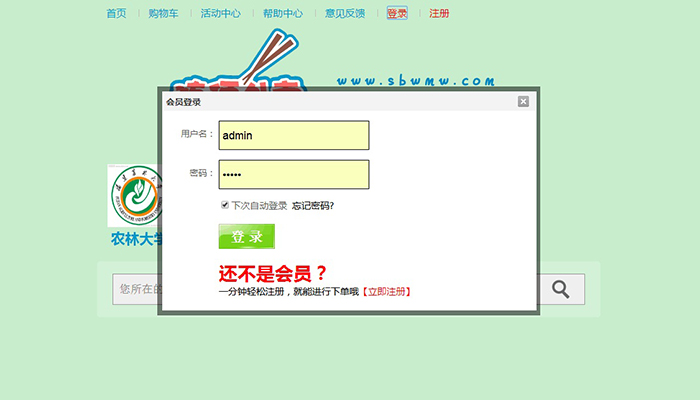 首页 购物车 活动中心 帮助中心 意见反馈 登录 注册
www.sbwmw.com
会员登录
用户名： admin
密码： •••••
下次自动登录 忘记密码?
登 录
农林大学
还不是会员？
一分钟轻松注册，就能进行下单哦【立即注册】
您所在的